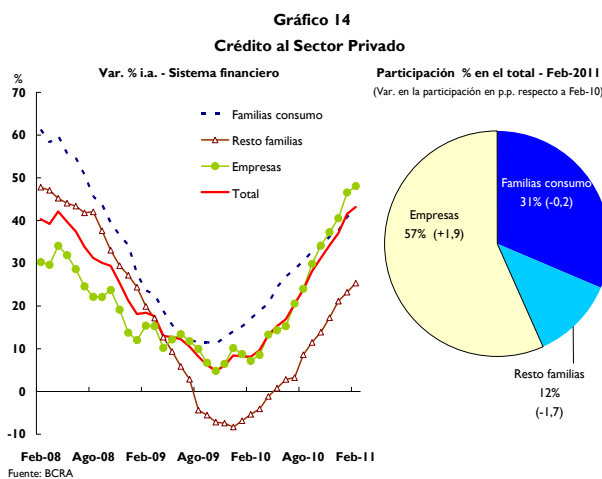 Gráfico 14
Crédito al Sector Privado
Var. % i.a. - Sistema financiero
Participación % en el total - Feb-2011
(Var. en la participación en p.p. respecto a Feb-10)
%
70
60
50
40
30
20
10
0
-10
Familias consumo
Resto familias
Empresas
Total
Feb-08 Ago-08 Feb-09 Ago-09 Feb-10 Ago-10 Feb-11
Familias consumo
31% (-0,2)
Empresas
57% (+1,9)
Resto familias
12%
(-1,7)
Fuente: BCRA